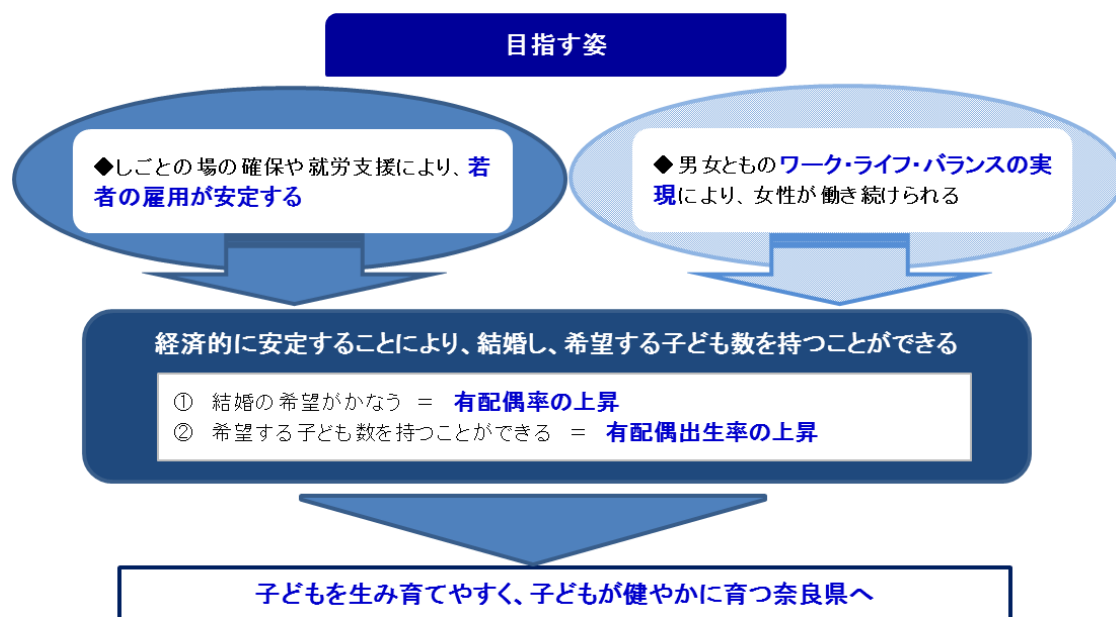 目指す姿
◆しごとの場の確保や就労支援により、若
者の雇用が安定する
◆男女とものワーク・ライフ・バランスの実
現により、女性が働き続けられる
経済的に安定することにより、結婚し、希望する子ども数を持つことができる
① 結婚の希望がかなう ＝ 有配偶率の上昇
② 希望する子ども数を持つことができる ＝ 有配偶出生率の上昇
子どもを生み育てやすく、子どもが健やかに育つ奈良県へ